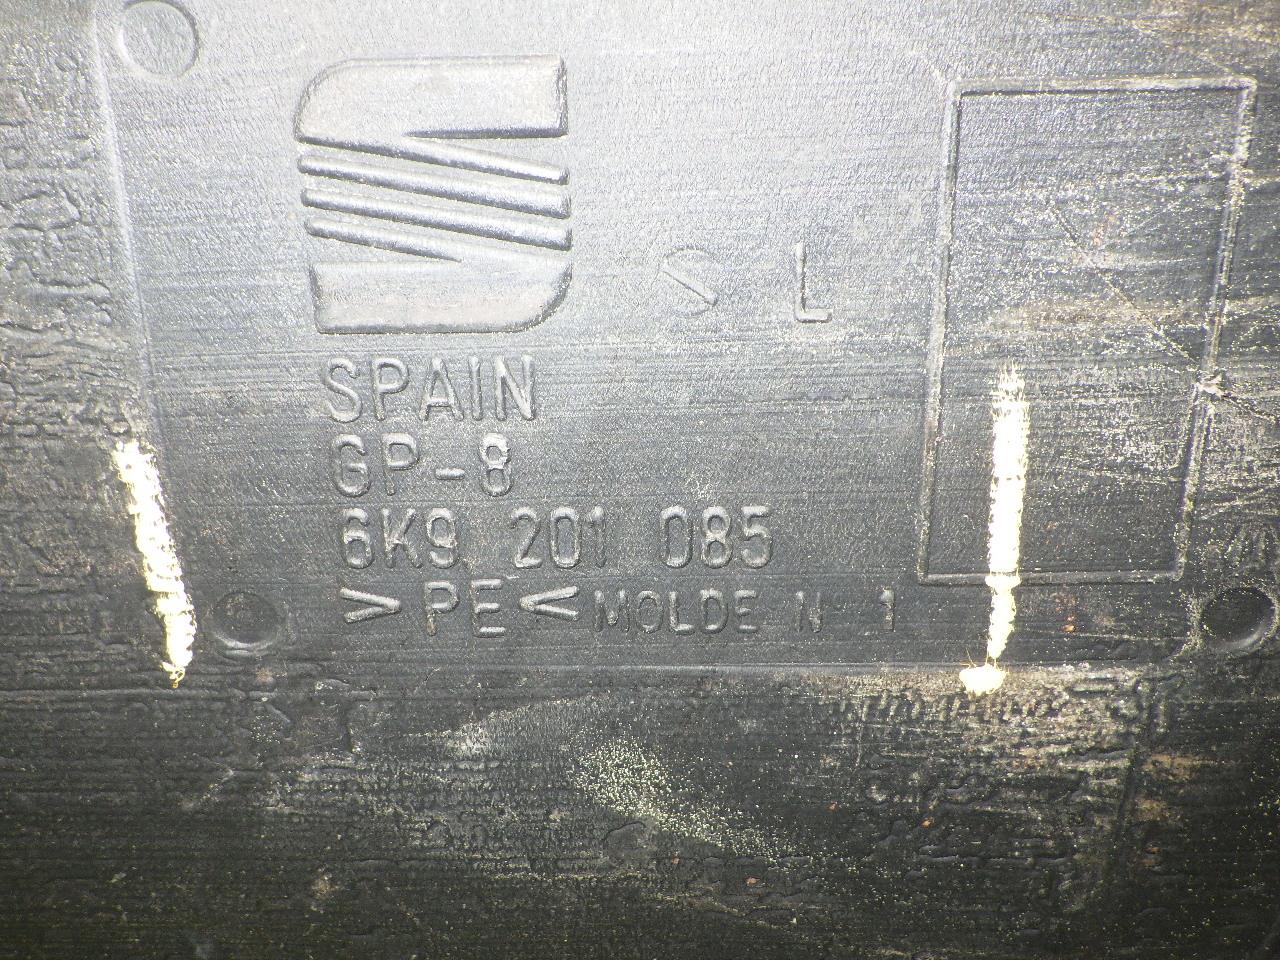 S L
SPAIN
GP-8
6K9 201 085
>PE< MOLDE N 1